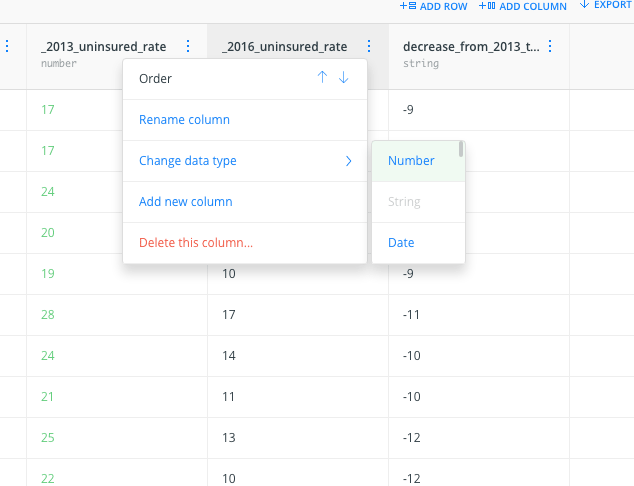 ADD ROW ADD COLUMN EXPORT
_2013_uninsured_rate _2016_uninsured_rate decrease_from_2013_t...
number string
Order
17 -9
Rename column
17
Change data type Number
24
Add new column String
20
Delete this column... Date
19 10 -9
28 17 -11
24 14 -10
21 11 -10
25 13 -12
22 10 -12